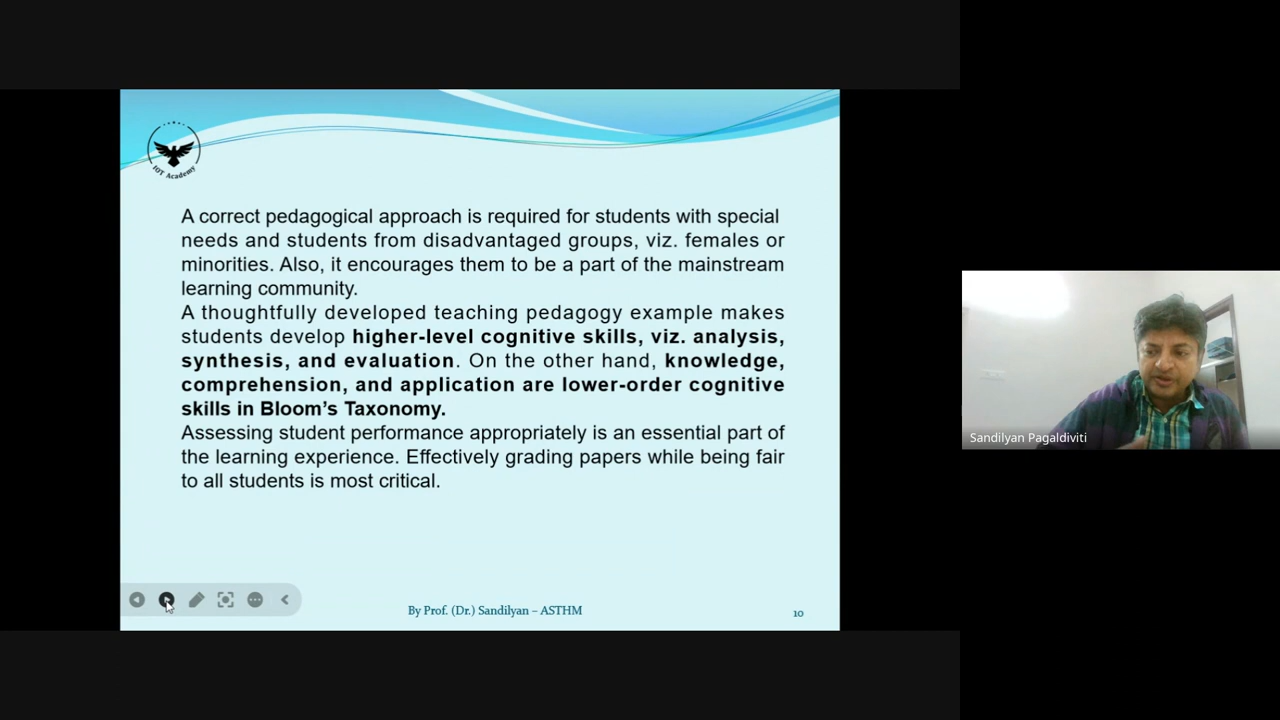 IOT Academy
A correct pedagogical approach is required for students with special
needs and students from disadvantaged groups, viz. females or
minorities. Also, it encourages them to be a part of the mainstream
learning community.
A thoughtfully developed teaching pedagogy example makes
students develop higher-level cognitive skills, viz. analysis,
synthesis, and evaluation. On the other hand, knowledge,
comprehension, and application are lower-order cognitive
skills in Bloom’s Taxonomy.
Assessing student performance appropriately is an essential part of
the learning experience. Effectively grading papers while being fair
to all students is most critical.
By Prof. (Dr.) Sandilyan – ASTHM
10
Sandilyan Pagaldiviti